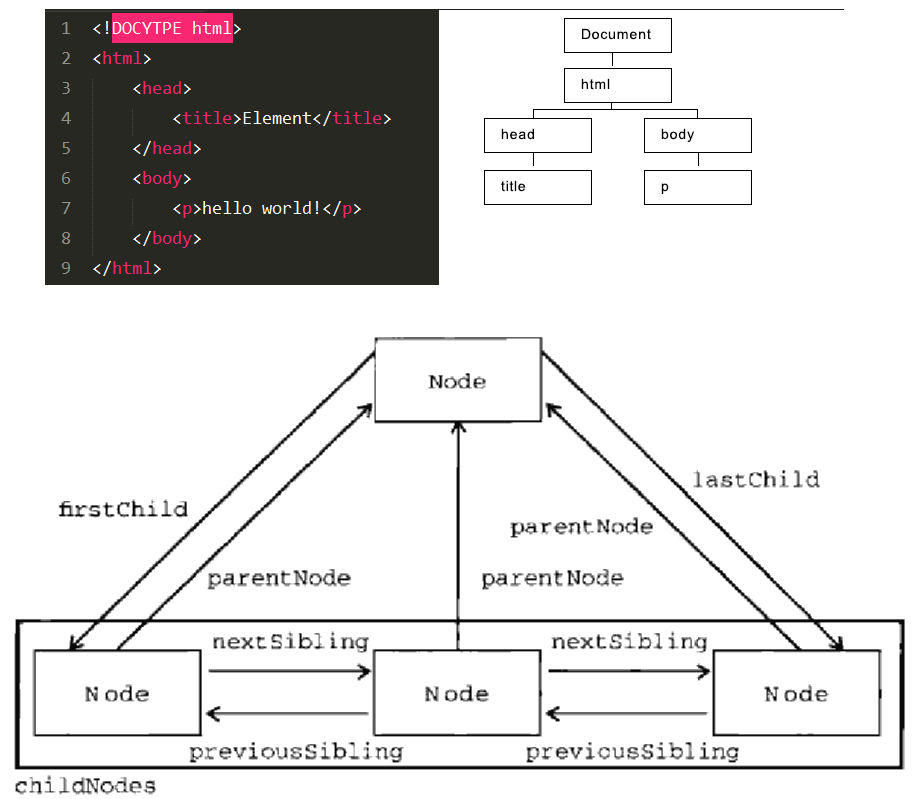 1 <!DOCYTPE html>
2 <html>
3 <head>
4 <title>Element</title>
5 </head>
6 <body>
7 <p>hello world!</p>
8 </body>
9 </html>
Document
html
head body
title p
Node
firstChild
lastChild
parentNode
parentNode parentNode
nextSibling nextSibling
Node Node Node
previousSibling previousSibling
childNodes